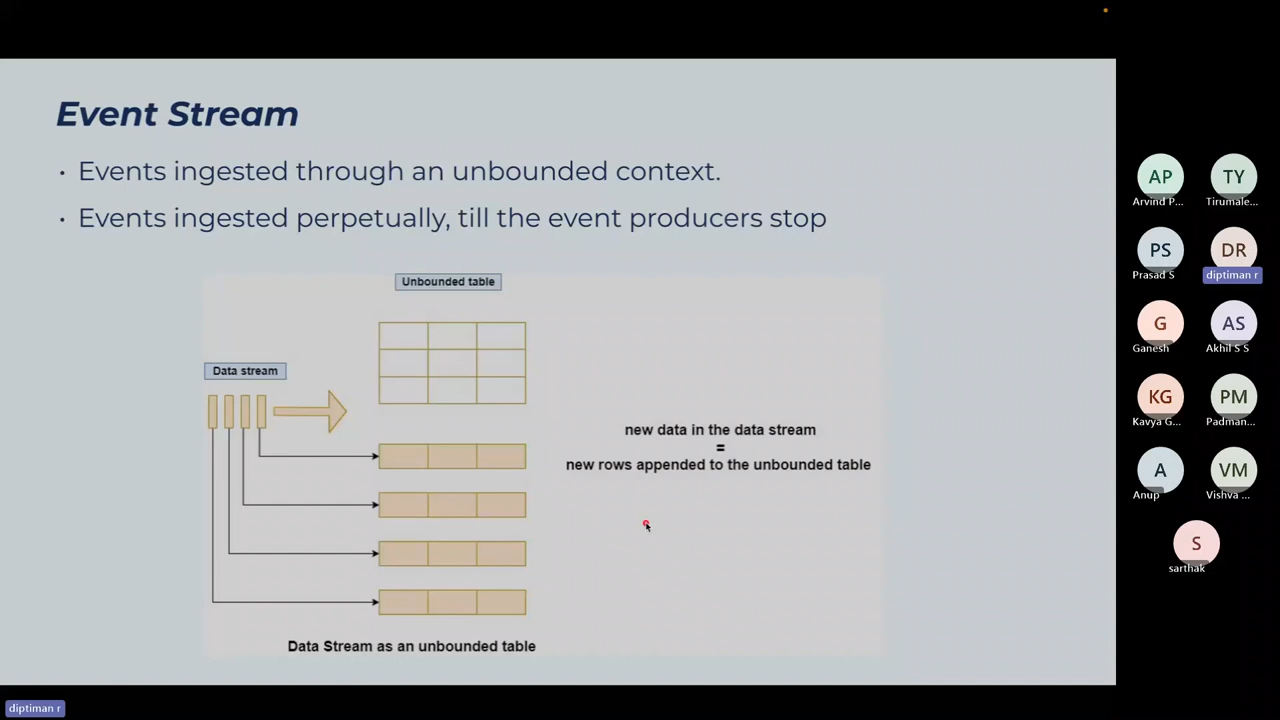 Event Stream
• Events ingested through an unbounded context.
• Events ingested perpetually, till the event producers stop
Unbounded table
Data stream
new data in the data stream
=
new rows appended to the unbounded table
Data Stream as an unbounded table
AP
Arvind P...
TY
Tirumale...
PS
Prasad S
DR
diptiman r
G
Ganesh
AS
Akhil S S
KG
Kavya G...
PM
Padman...
A
Anup
VM
Vishva ...
S
sarthak
diptiman r